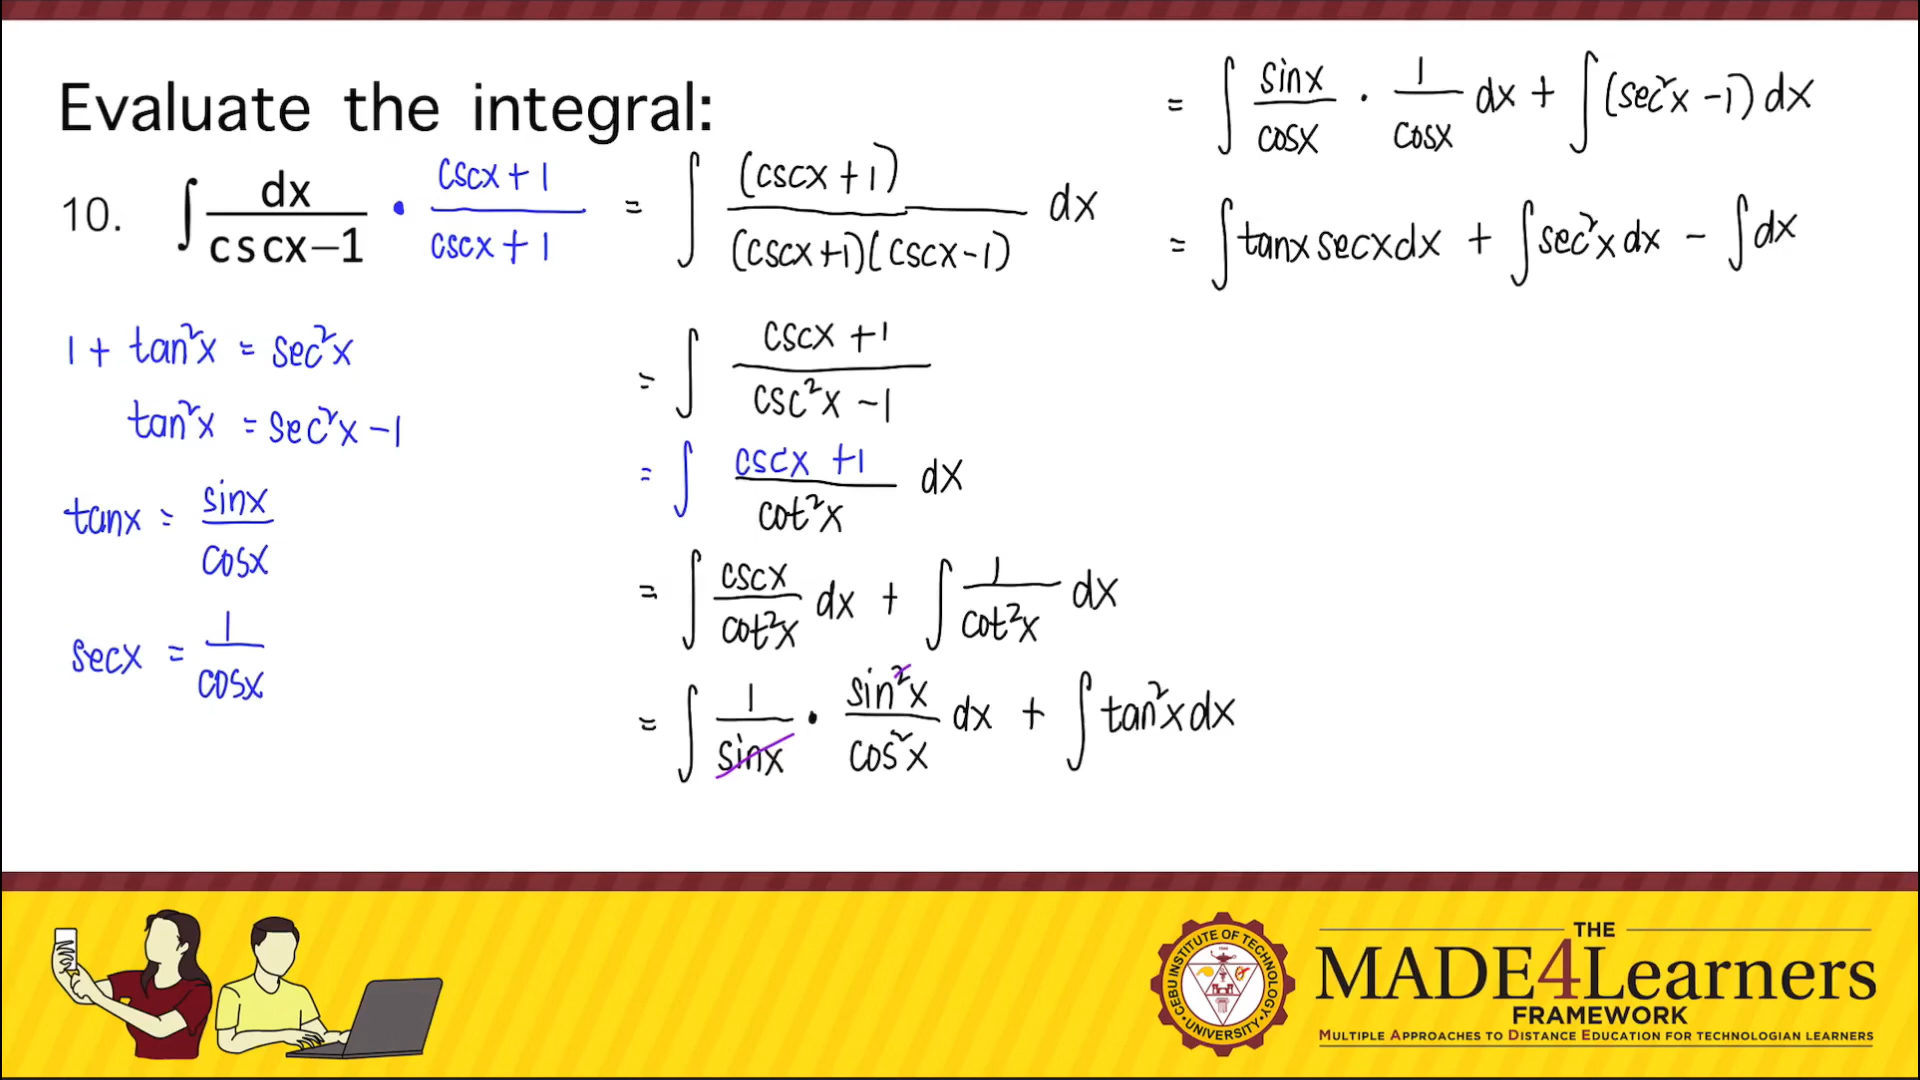 Evaluate the integral:
10. ∫ dx / (cscx−1) • (cscx + 1) / (cscx + 1) = ∫ (cscx + 1) / ((cscx+1)(cscx-1)) dx
1 + tan²x = sec²x
tan²x = sec²x − 1
tanx = sinx / cosx
secx = 1 / cosx
= ∫ (cscx + 1) / (csc²x − 1)
= ∫ (cscx + 1) / (cot²x) dx
= ∫ cscx / cot²x dx + ∫ 1 / cot²x dx
= ∫ 1 / sinx • sin²x / cos²x dx + ∫ tan²x dx
= ∫ sinx / cosx · 1 / cosx dx + ∫ (sec²x − 1) dx
= ∫ tanx secx dx + ∫ sec²x dx − ∫ dx
CEBU INSTITUTE OF TECHNOLOGY
• UNIVERSITY •
THE
MADE4Learners
FRAMEWORK
MULTIPLE APPROACHES TO DISTANCE EDUCATION FOR TECHNOLOGIAN LEARNERS